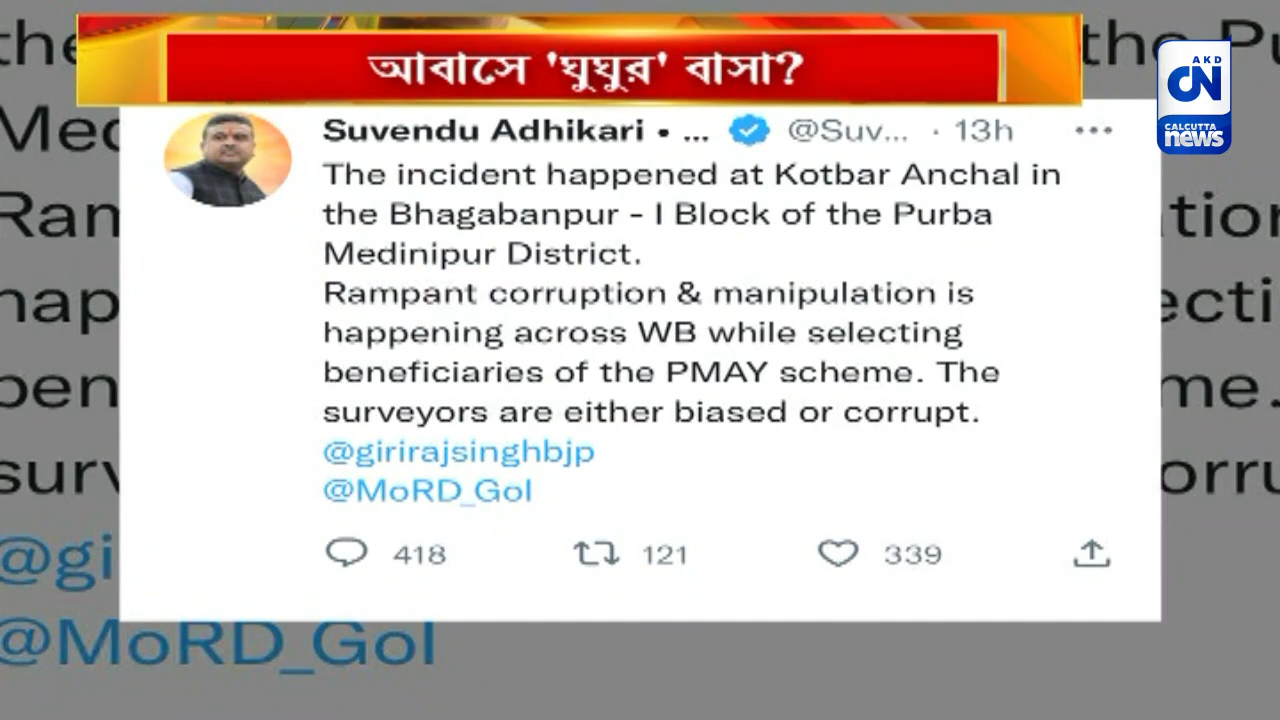 আবাসে 'ঘুঘুর' বাসা?
AKD
CN
CALCUTTA
news
Suvendu Adhikari • ... @Suv... · 13h
The incident happened at Kotbar Anchal in
the Bhagabanpur - I Block of the Purba
Medinipur District.
Rampant corruption & manipulation is
happening across WB while selecting
beneficiaries of the PMAY scheme. The
surveyors are either biased or corrupt.
@girirajsinghbjp
@MoRD_GoI
418 121 339
@MoRD_GoI